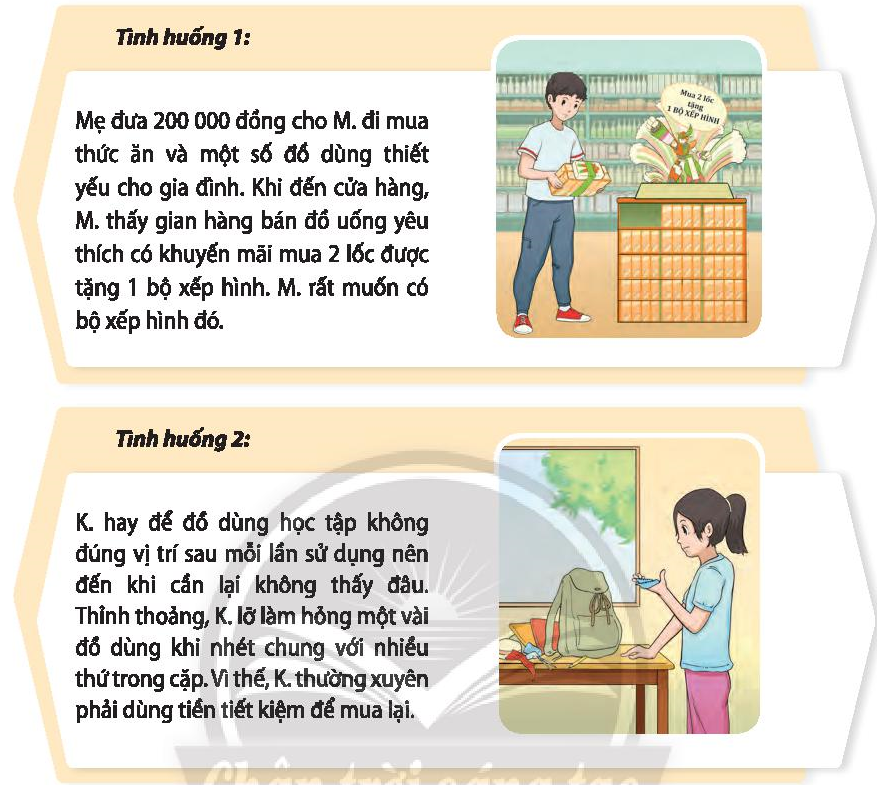 Tình huống 1:
Mẹ đưa 200 000 đồng cho M. đi mua
thức ăn và một số đồ dùng thiết
yếu cho gia đình. Khi đến cửa hàng,
M. thấy gian hàng bán đồ uống yêu
thích có khuyến mãi mua 2 lốc được
tặng 1 bộ xếp hình. M. rất muốn có
bộ xếp hình đó.
Mua 2 lốc
tặng
1 BỘ XẾP HÌNH
Tình huống 2:
K. hay để đồ dùng học tập không
đúng vị trí sau mỗi lần sử dụng nên
đến khi cần lại không thấy đâu.
Thỉnh thoảng, K. lỡ làm hỏng một vài
đồ dùng khi nhét chung với nhiều
thứ trong cặp. Vì thế, K. thường xuyên
phải dùng tiền tiết kiệm để mua lại.
Chân trời sáng tạo